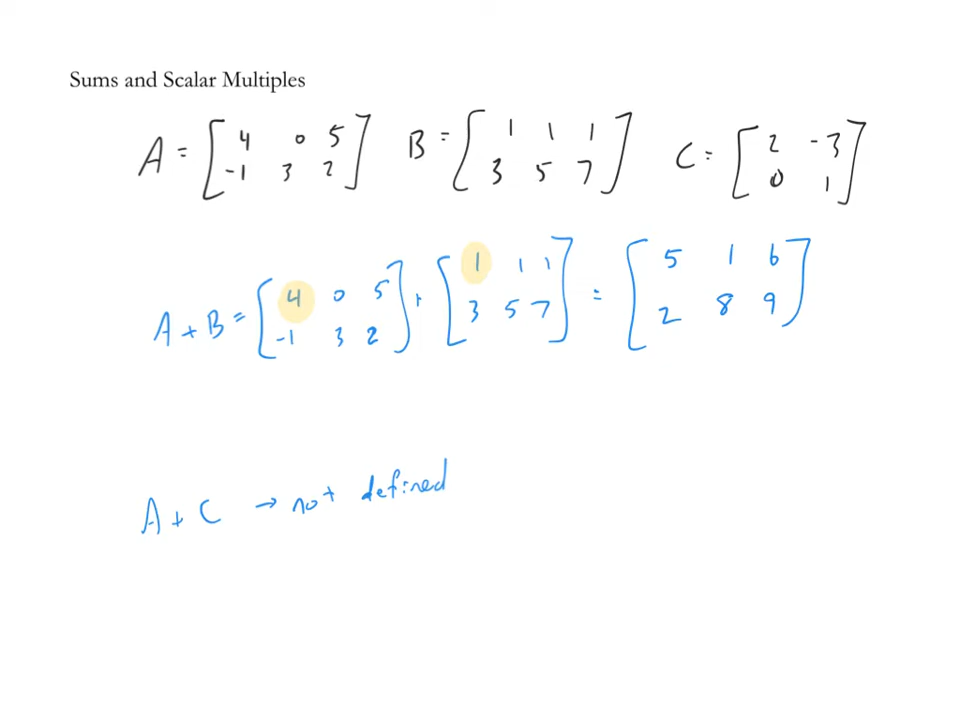 Sums and Scalar Multiples
A = [ 4 0 5 ] B = [ 1 1 1 ] C = [ 2 -3 ]
[ -1 3 2 ] [ 3 5 7 ] [ 0 1 ]
A + B = [ 4 0 5 ] + [ 1 1 1 ] = [ 5 1 6 ]
[ -1 3 2 ] [ 3 5 7 ] [ 2 8 9 ]
A + C → not defined